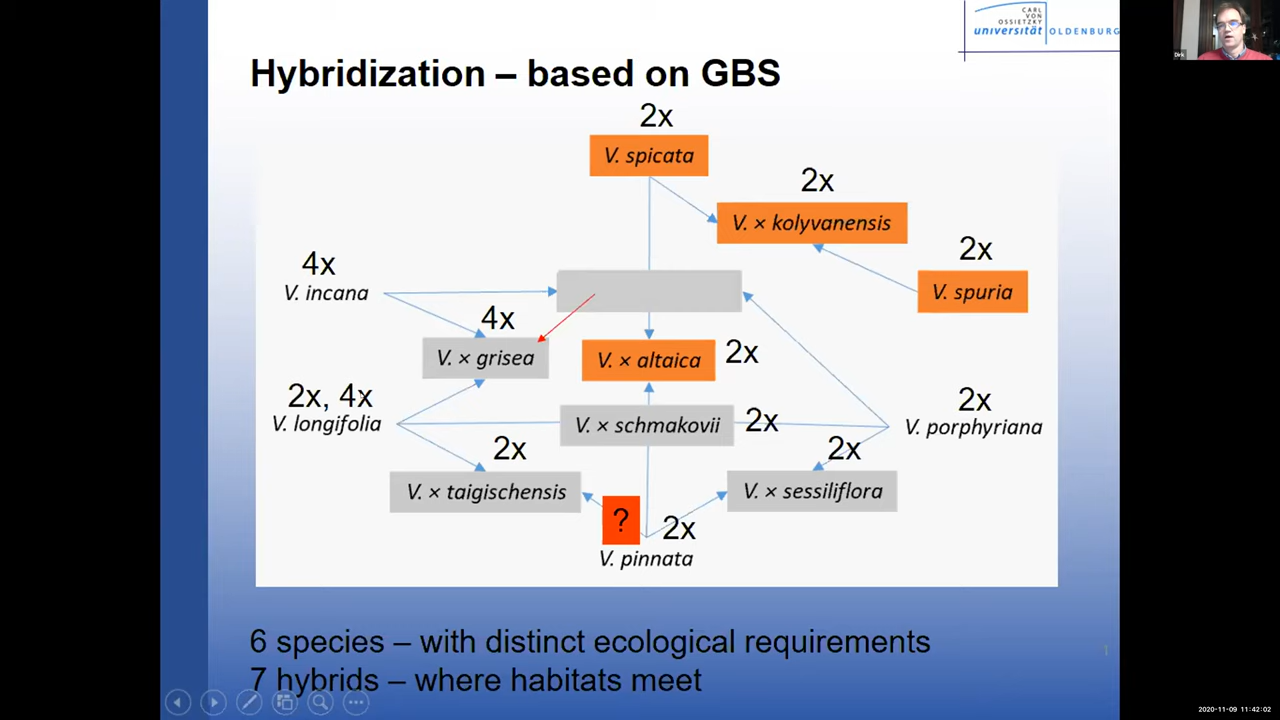 CARL
VON
OSSIETZKY
universität OLDENBURG
Dirk
Hybridization – based on GBS
2x
V. spicata
2x
V. × kolyvanensis
2x
V. spuria
4x
V. incana
4x
V. × grisea
V. × altaica 2x
2x, 4x
V. longifolia
V. × schmakovii 2x
2x
V. porphyriana
2x
V. × taigischensis
2x
V. × sessiliflora
?
2x
V. pinnata
6 species – with distinct ecological requirements
7 hybrids – where habitats meet
2020-11-09 11:42:02